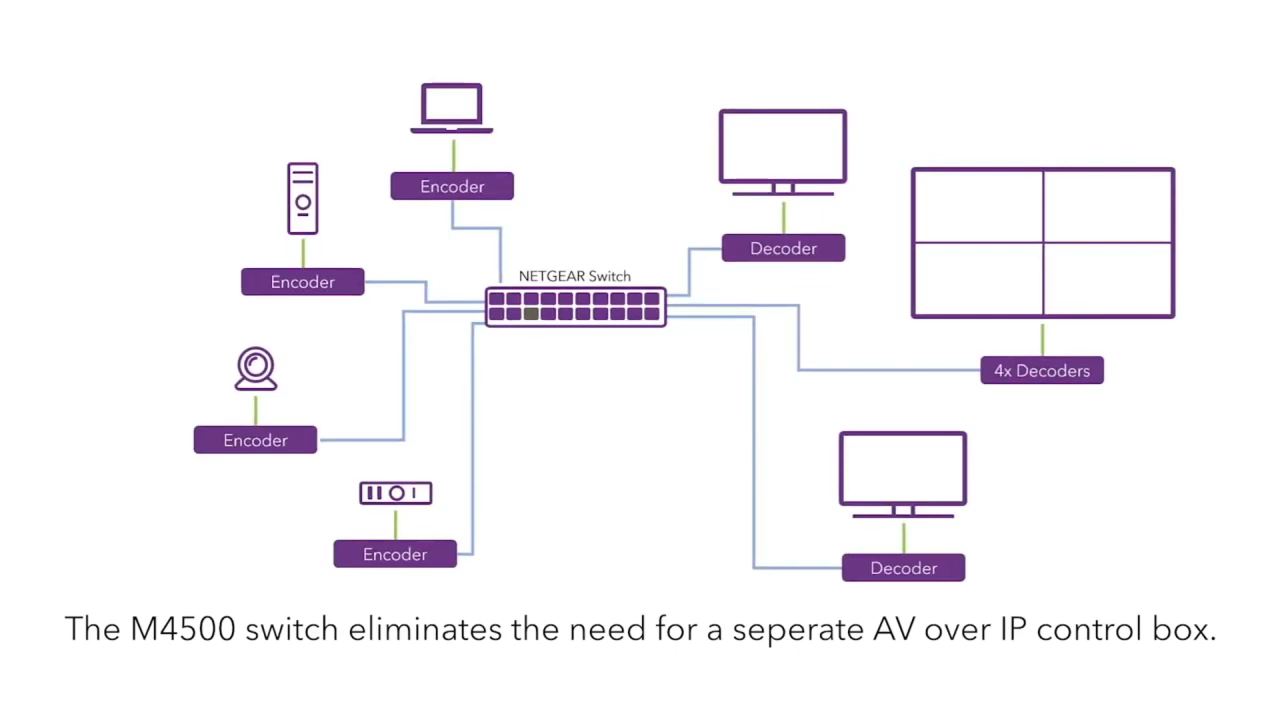 Encoder
Encoder
Encoder
Encoder
NETGEAR Switch
Decoder
4x Decoders
Decoder
The M4500 switch eliminates the need for a seperate AV over IP control box.